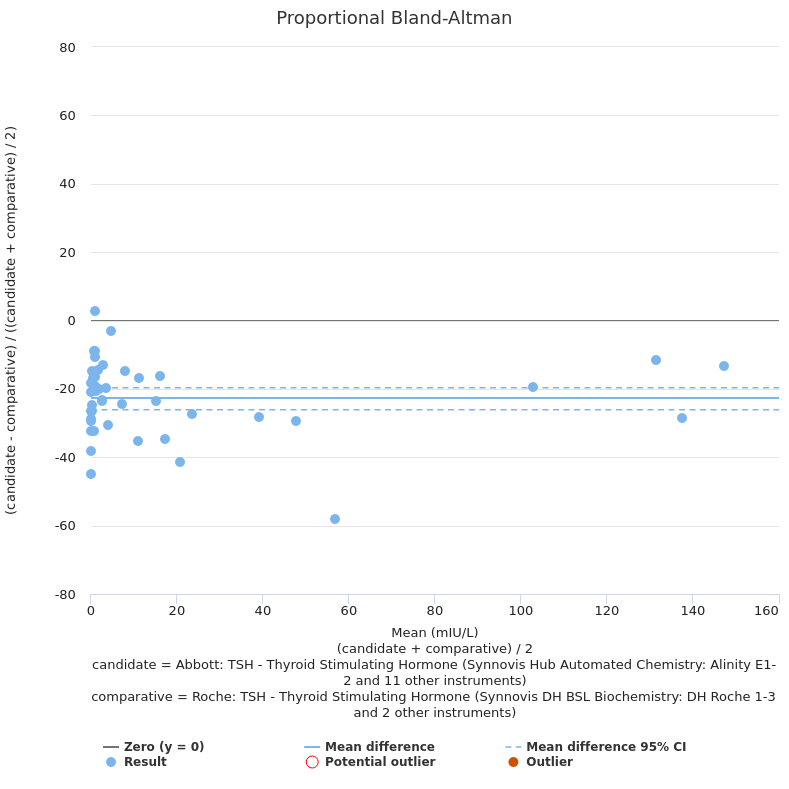 Proportional Bland-Altman
(candidate - comparative) / ((candidate + comparative) / 2)
80
60
40
20
0
-20
-40
-60
-80
0 20 40 60 80 100 120 140 160
Mean (mIU/L)
(candidate + comparative) / 2
candidate = Abbott: TSH - Thyroid Stimulating Hormone (Synnovis Hub Automated Chemistry: Alinity E1-
2 and 11 other instruments)
comparative = Roche: TSH - Thyroid Stimulating Hormone (Synnovis DH BSL Biochemistry: DH Roche 1-3
and 2 other instruments)
Zero (y = 0) Mean difference Mean difference 95% CI
Result Potential outlier Outlier